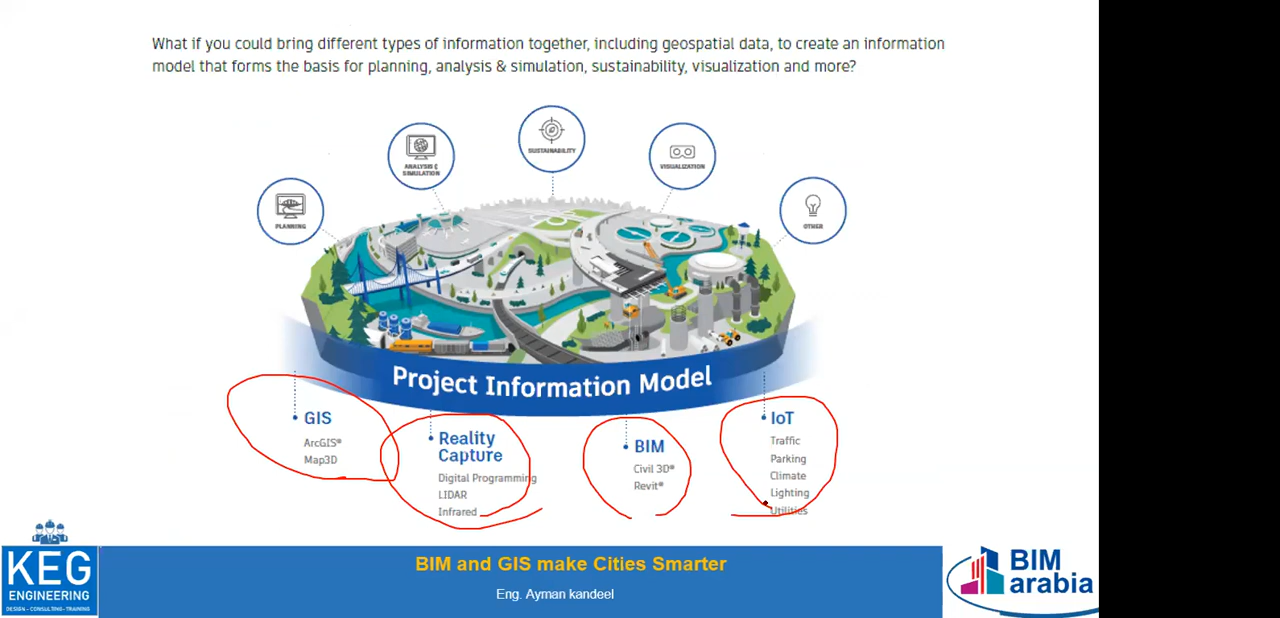 What if you could bring different types of information together, including geospatial data, to create an information
model that forms the basis for planning, analysis & simulation, sustainability, visualization and more?
SUSTAINABILITY
ANALYSIS &
SIMULATION
VISUALIZATION
PLANNING
OTHER
Project Information Model
GIS
ArcGIS®
Map3D
Reality
Capture
Digital Programming
LIDAR
Infrared
BIM
Civil 3D®
Revit®
IoT
Traffic
Parking
Climate
Lighting
Utilities
KEG
ENGINEERING
DESIGN - CONSULTING - TRAINING
BIM and GIS make Cities Smarter
Eng. Ayman kandeel
BIM
arabia